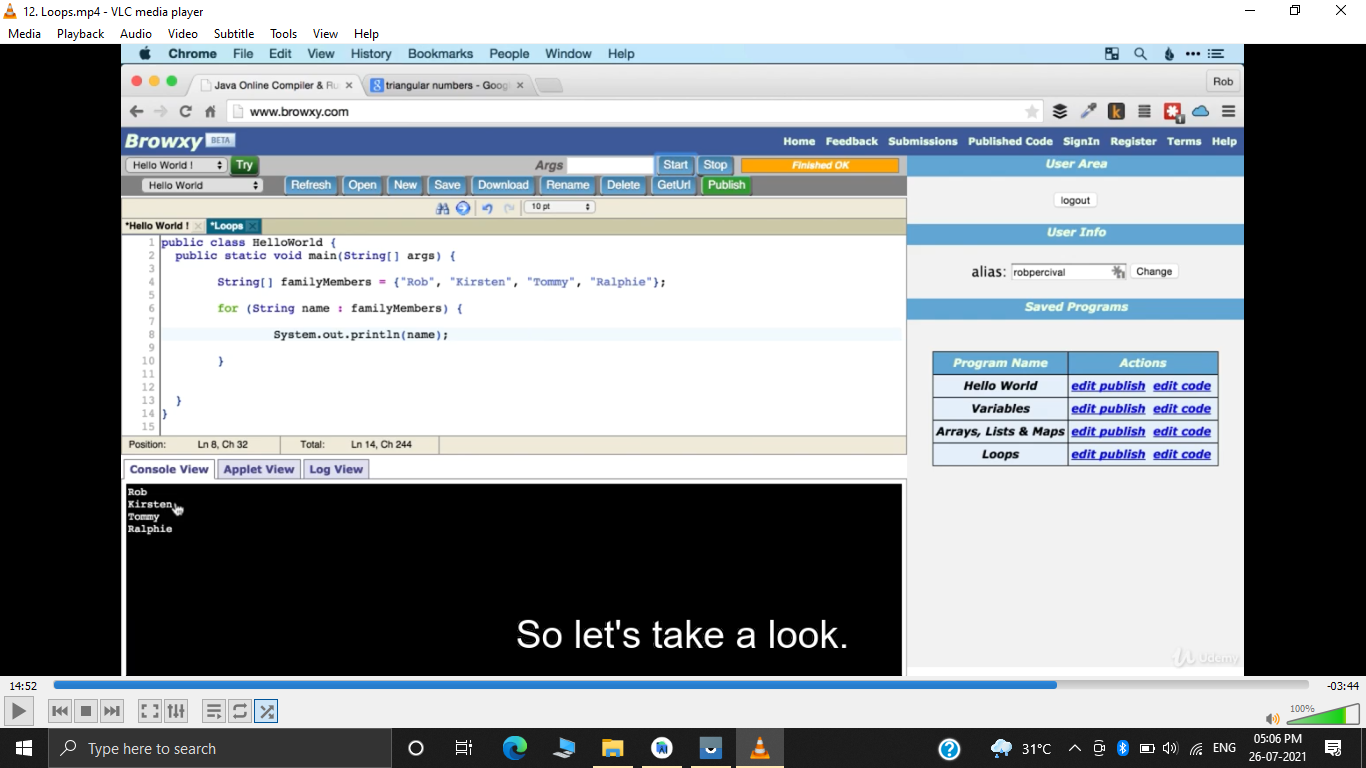 12. Loops.mp4 - VLC media player
Media Playback Audio Video Subtitle Tools View Help
Chrome File Edit View History Bookmarks People Window Help
Java Online Compiler & Ru triangular numbers - Goog Rob
www.browxy.com
Browxy BETA Home Feedback Submissions Published Code SignIn Register Terms Help
Hello World ! Try Args Start Stop Finished OK User Area
Hello World Refresh Open New Save Download Rename Delete GetUrl Publish
logout
10 pt
*Hello World ! *Loops User Info
1 public class HelloWorld {
2 public static void main(String[] args) {
3
alias: robpercival Change
4 String[] familyMembers = {"Rob", "Kirsten", "Tommy", "Ralphie"};
5
6 for (String name : familyMembers) {
Saved Programs
7
8 System.out.println(name);
9
10 }
11
12
13 }
14 }
15
Program Name Actions
Hello World edit publish edit code
Variables edit publish edit code
Arrays, Lists & Maps edit publish edit code
Loops edit publish edit code
Position: Ln 8, Ch 32 Total: Ln 14, Ch 244
Console View Applet View Log View
Rob
Kirsten
Tommy
Ralphie
So let's take a look.
Udemy
14:52 -03:44
100%
Type here to search 31°C ENG 05:06 PM
26-07-2021